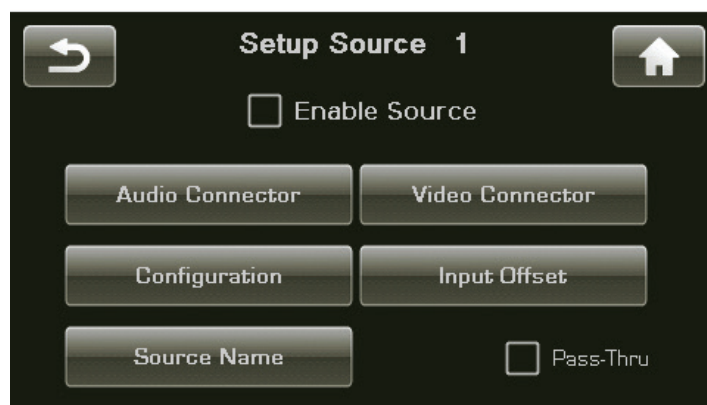 Setup Source 1
Enable Source
Audio Connector
Video Connector
Configuration
Input Offset
Source Name
Pass-Thru